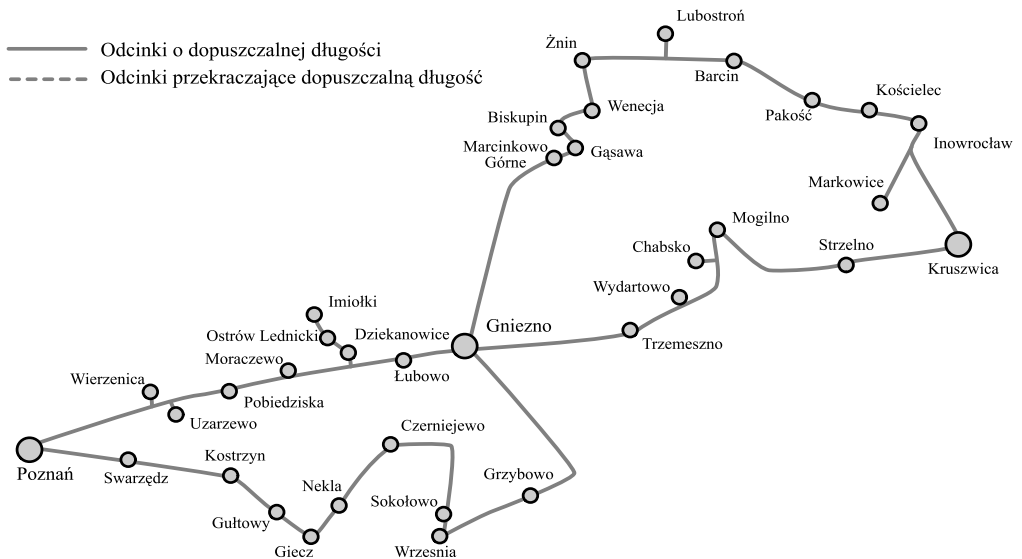 Lubostroń
Odcinki o dopuszczalnej długości
Żnin
Odcinki przekraczające dopuszczalną długość
Barcin
Kościelec
Wenecja
Pakość
Biskupin
Inowrocław
Marcinkowo
Górne
Gąsawa
Markowice
Mogilno
Chabsko
Strzelno
Kruszwica
Wydartowo
Imiołki
Gniezno
Ostrów Lednicki
Dziekanowice
Trzemeszno
Moraczewo
Łubowo
Wierzenica
Pobiedziska
Uzarzewo
Czerniejewo
Kostrzyn
Poznań
Swarzędz
Grzybowo
Nekla
Sokołowo
Gułtowy
Giecz
Wrzesnia